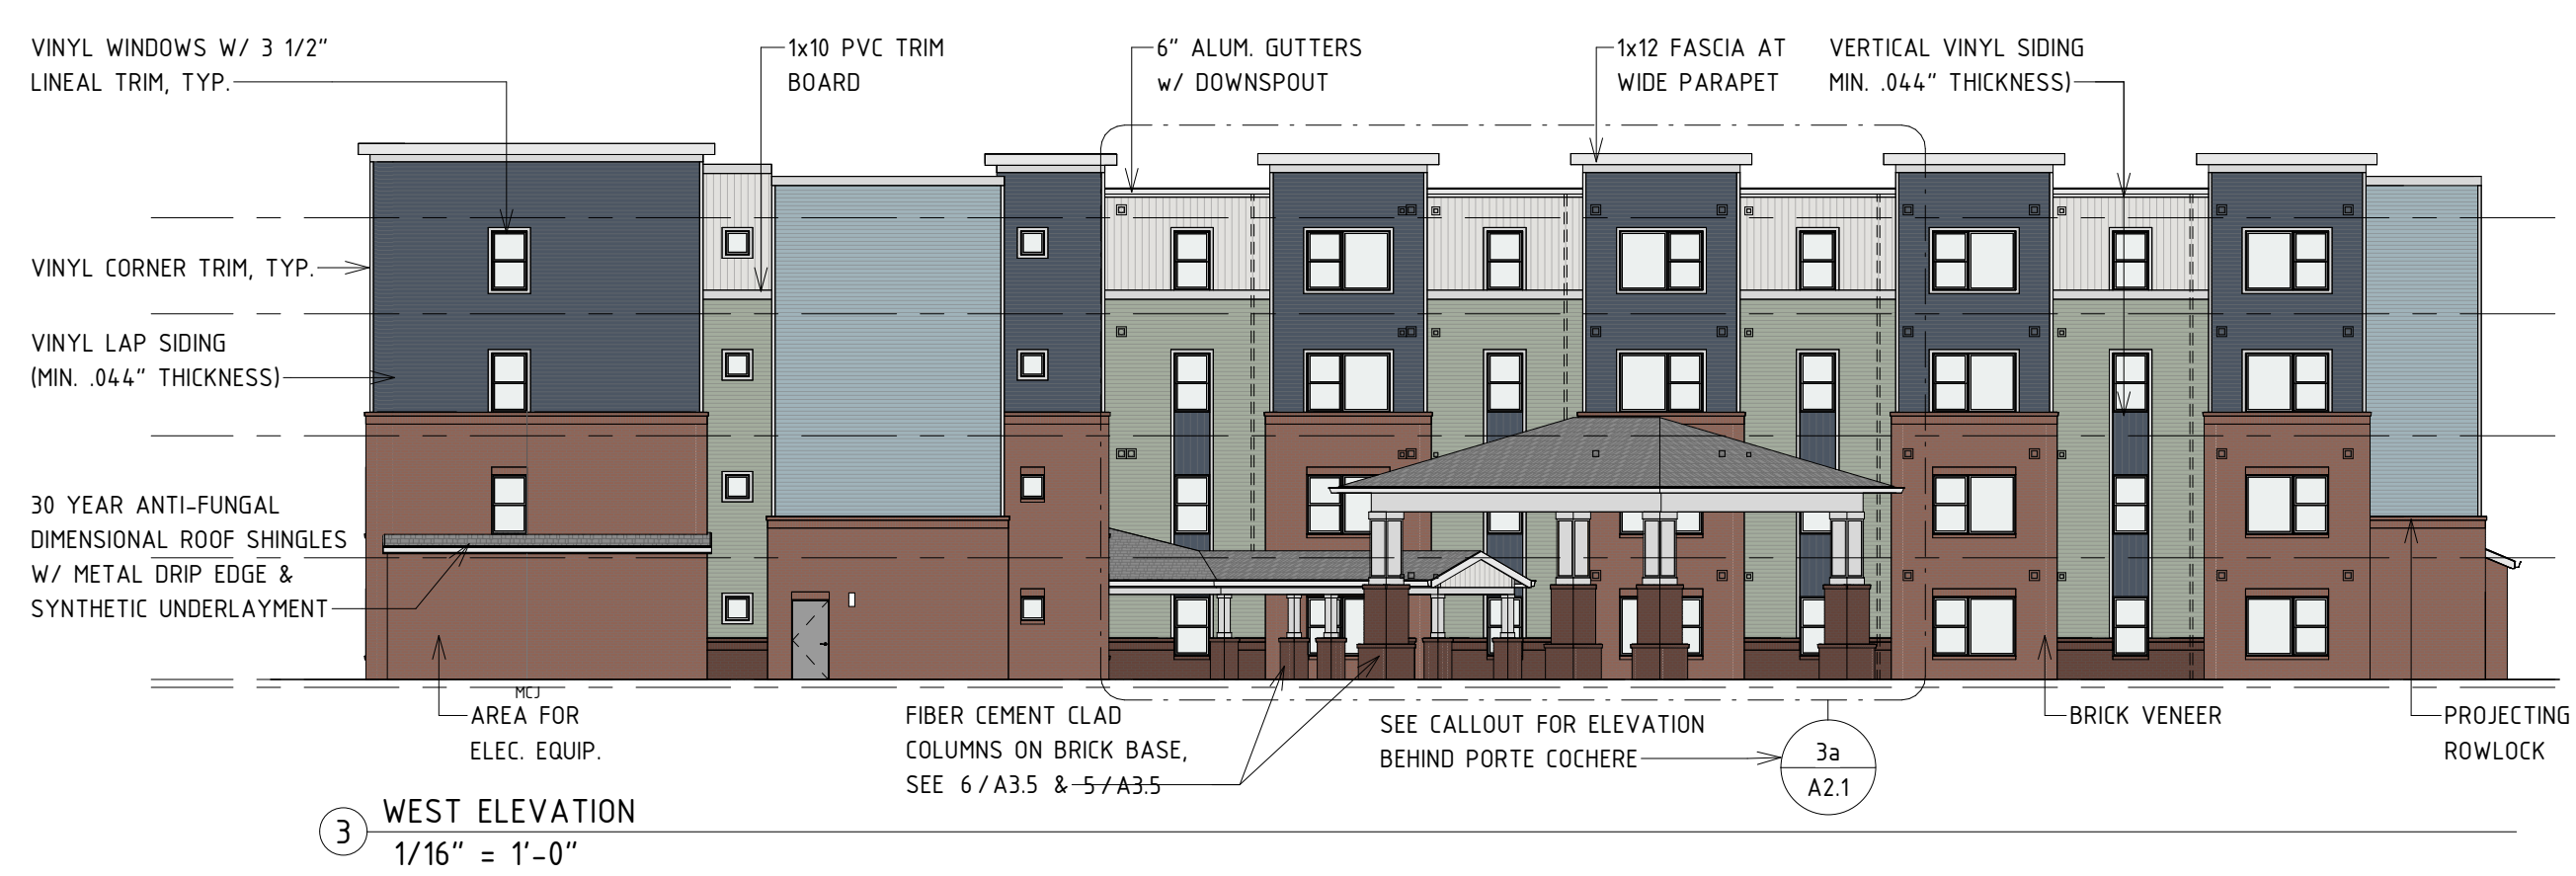 VINYL WINDOWS W/ 3 1/2"
LINEAL TRIM, TYP.
1x10 PVC TRIM
BOARD
6" ALUM. GUTTERS
w/ DOWNSPOUT
1x12 FASCIA AT
WIDE PARAPET
VERTICAL VINYL SIDING
MIN. .044" THICKNESS)
VINYL CORNER TRIM, TYP.
VINYL LAP SIDING
(MIN. .044" THICKNESS)
30 YEAR ANTI-FUNGAL
DIMENSIONAL ROOF SHINGLES
W/ METAL DRIP EDGE &
SYNTHETIC UNDERLAYMENT
MCJ
AREA FOR
ELEC. EQUIP.
FIBER CEMENT CLAD
COLUMNS ON BRICK BASE,
SEE 6/A3.5 & 5/A3.5
SEE CALLOUT FOR ELEVATION
BEHIND PORTE COCHERE
3a
A2.1
BRICK VENEER
PROJECTING
ROWLOCK
3
WEST ELEVATION
1/16" = 1'-0"